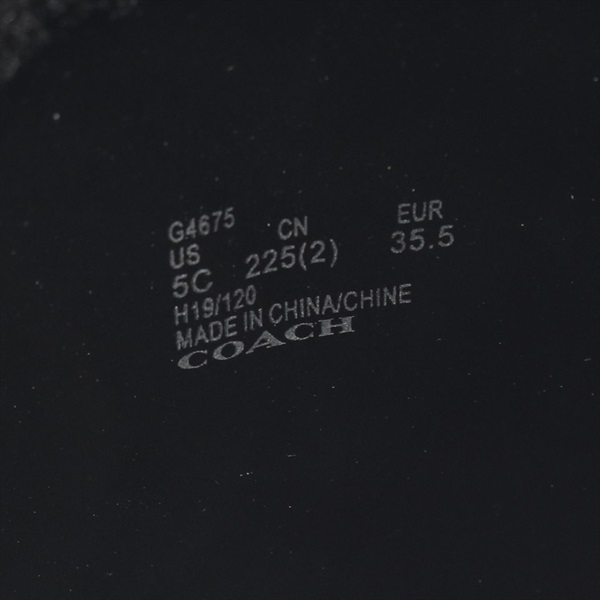 G4675
US CN EUR
5C 225(2) 35.5
H19/120
MADE IN CHINA/CHINE
COACH